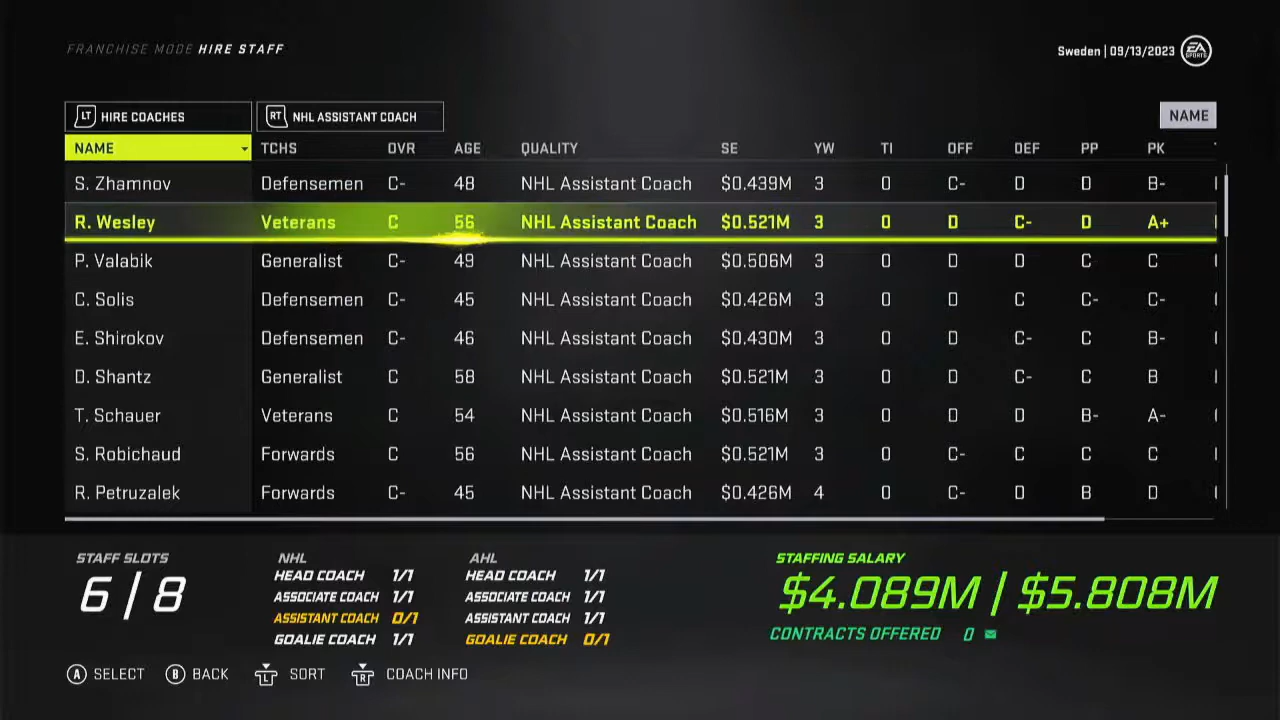 FRANCHISE MODE HIRE STAFF
Sweden | 09/13/2023 EA SPORTS
LT HIRE COACHES RT NHL ASSISTANT COACH NAME
NAME TCHS OVR AGE QUALITY SE YW TI OFF DEF PP PK
S. Zhamnov Defensemen C- 48 NHL Assistant Coach $0.439M 3 0 C- D D B-
R. Wesley Veterans C 56 NHL Assistant Coach $0.521M 3 0 D C- D A+
P. Valabik Generalist C- 49 NHL Assistant Coach $0.506M 3 0 D D C- C
C. Solis Defensemen C- 45 NHL Assistant Coach $0.426M 3 0 D C C- C-
E. Shirokov Defensemen C- 46 NHL Assistant Coach $0.430M 3 0 D C- C B-
D. Shantz Generalist C 58 NHL Assistant Coach $0.521M 3 0 D C- C B
T. Schauer Veterans C 54 NHL Assistant Coach $0.516M 3 0 D D B- A-
S. Robichaud Forwards C 56 NHL Assistant Coach $0.521M 3 0 C- C C C
R. Petruzalek Forwards C- 45 NHL Assistant Coach $0.426M 4 0 C- D B D
STAFF SLOTS NHL AHL STAFFING SALARY
6 / 8 HEAD COACH 1/1 HEAD COACH 1/1 $4.089M / $5.808M
ASSOCIATE COACH 1/1 ASSOCIATE COACH 1/1
ASSISTANT COACH 0/1 ASSISTANT COACH 1/1
GOALIE COACH 1/1 GOALIE COACH 0/1 CONTRACTS OFFERED 0
A SELECT B BACK L SORT R COACH INFO